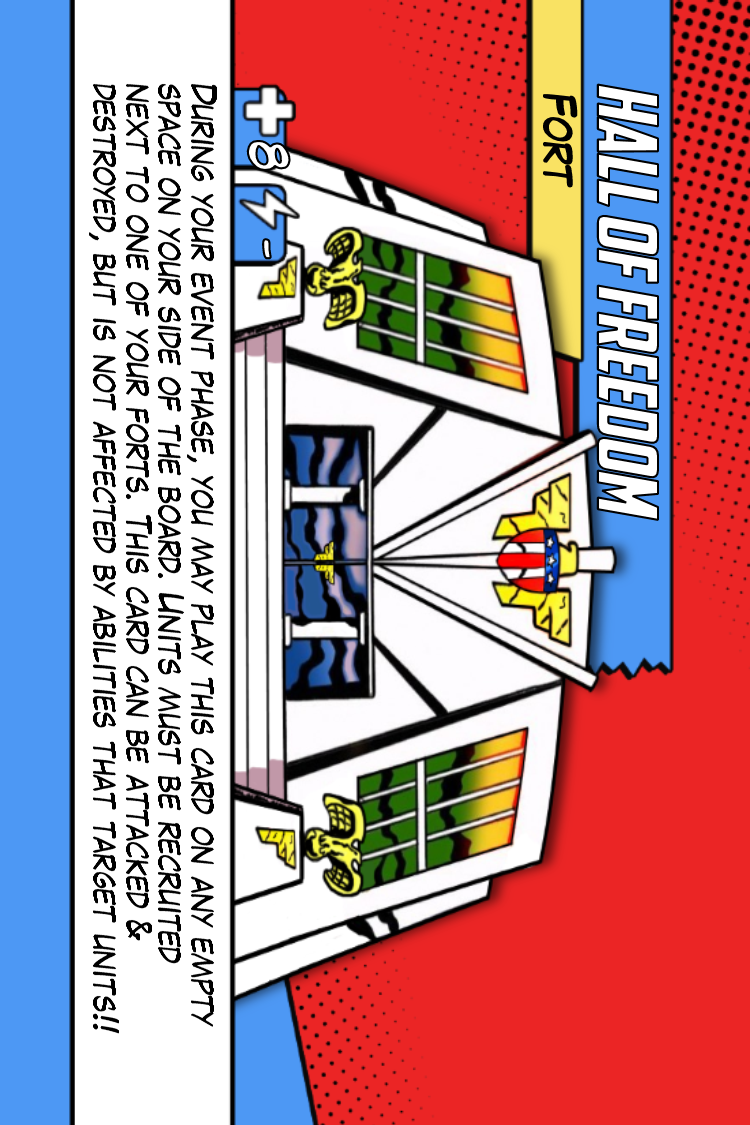 HALL OF FREEDOM
FORT
+8
-
DURING YOUR EVENT PHASE, YOU MAY PLAY THIS CARD ON ANY EMPTY
SPACE ON YOUR SIDE OF THE BOARD. UNITS MUST BE RECRUITED
NEXT TO ONE OF YOUR FORTS. THIS CARD CAN BE ATTACKED &
DESTROYED, BUT IS NOT AFFECTED BY ABILITIES THAT TARGET UNITS!!